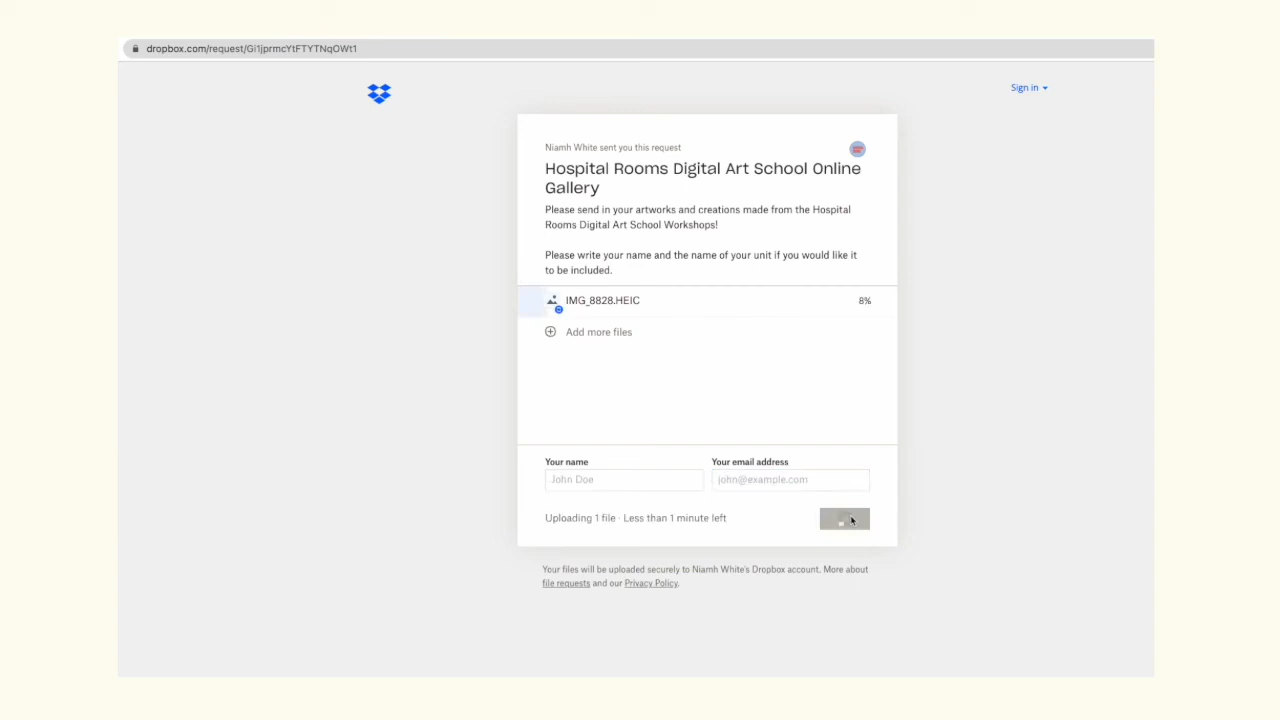 dropbox.com/request/Gi1jprmcYtFTYTNqOWt1
Sign in
Niamh White sent you this request
Hospital Rooms Digital Art School Online
Gallery
Please send in your artworks and creations made from the Hospital
Rooms Digital Art School Workshops!
Please write your name and the name of your unit if you would like it
to be included.
IMG_8828.HEIC 8%
Add more files
Your name Your email address
John Doe john@example.com
Uploading 1 file · Less than 1 minute left
Your files will be uploaded securely to Niamh White's Dropbox account. More about
file requests and our Privacy Policy.